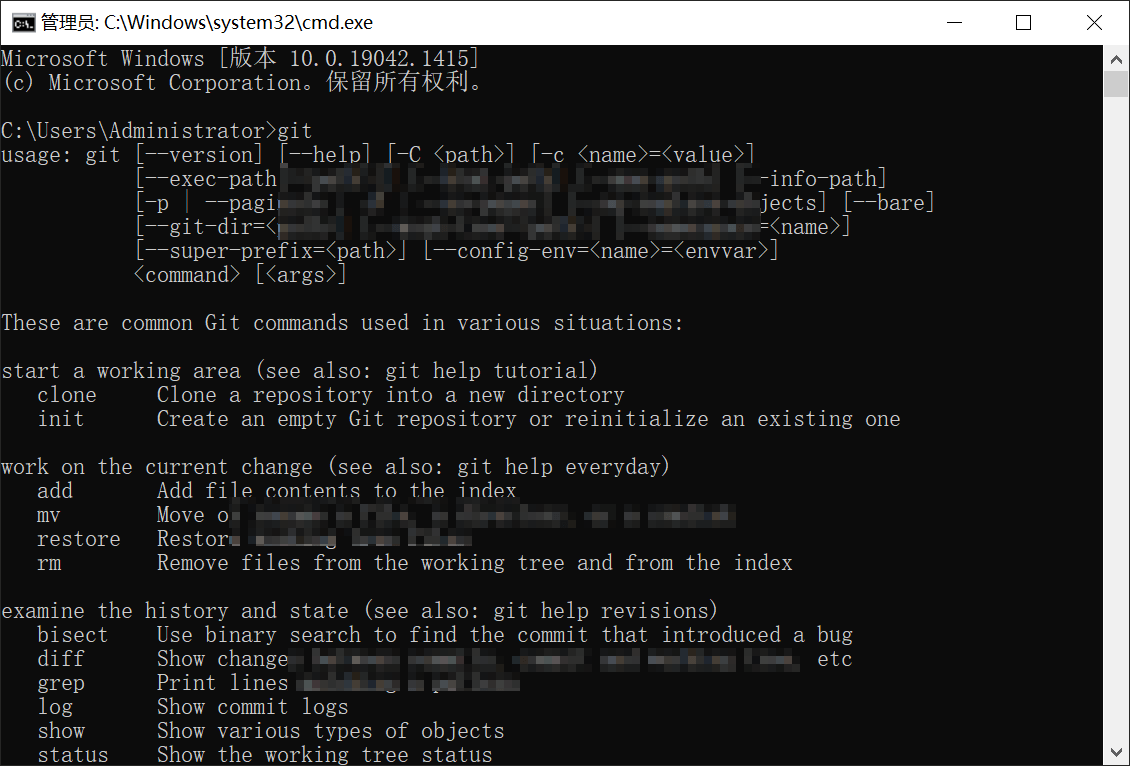 管理员: C:\Windows\system32\cmd.exe
Microsoft Windows [版本 10.0.19042.1415]
(c) Microsoft Corporation。保留所有权利。
C:\Users\Administrator>git
usage: git [--version] [--help] [-C <path>] [-c <name>=<value>]
[--exec-path -info-path]
[-p | --pagi jects] [--bare]
[--git-dir=< =<name>]
[--super-prefix=<path>] [--config-env=<name>=<envvar>]
<command> [<args>]
These are common Git commands used in various situations:
start a working area (see also: git help tutorial)
clone Clone a repository into a new directory
init Create an empty Git repository or reinitialize an existing one
work on the current change (see also: git help everyday)
add Add file contents to the index
mv Move
restore
rm Remove files from the working tree and from the index
examine the history and state (see also: git help revisions)
bisect Use binary search to find the commit that introduced a bug
diff Show change etc
grep Print lines
log Show commit logs
show Show various types of objects
status Show the working tree status